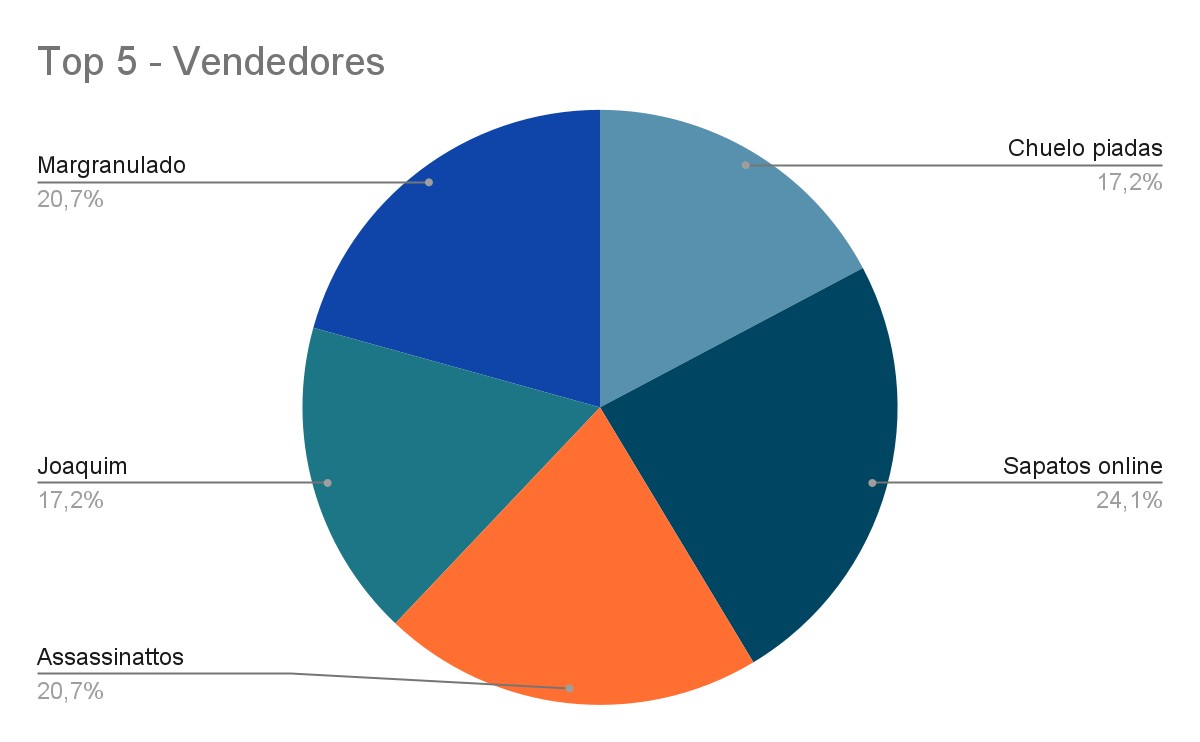 Top 5 - Vendedores
Margranulado
20,7%
Chuelo piadas
17,2%
Joaquim
17,2%
Sapatos online
24,1%
Assassinattos
20,7%